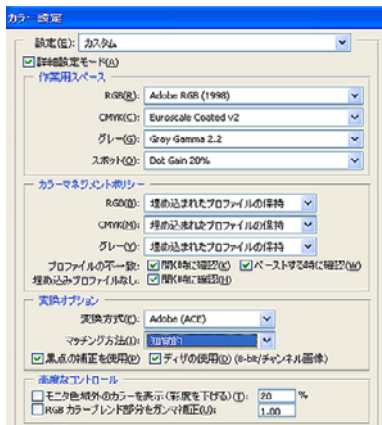 カラー設定
設定(E): カスタム
詳細設定モード(A)
作業用スペース
RGB(R): Adobe RGB (1998)
CMYK(C): Euroscale Coated v2
グレー(G): Gray Gamma 2.2
スポット(O): Dot Gain 20%
カラーマネジメントポリシー
RGB(B): 埋め込まれたプロファイルの保持
CMYK(M): 埋め込まれたプロファイルの保持
グレー(Y): 埋め込まれたプロファイルの保持
プロファイルの不一致: 開く時に確認(K) ペーストする時に確認(W)
埋め込みプロファイルなし: 開く時に確認(H)
変換オプション
変換方式(E): Adobe (ACE)
マッチング方法(I): 知覚的
黒点の補正を使用(P) ディザの使用(D) (8-bit/チャンネル画像)
高度なコントロール
モニタ色域外のカラーを表示(彩度を下げる)(T): 20 %
RGB カラーブレンド部分をガンマ補正(U): 1.00